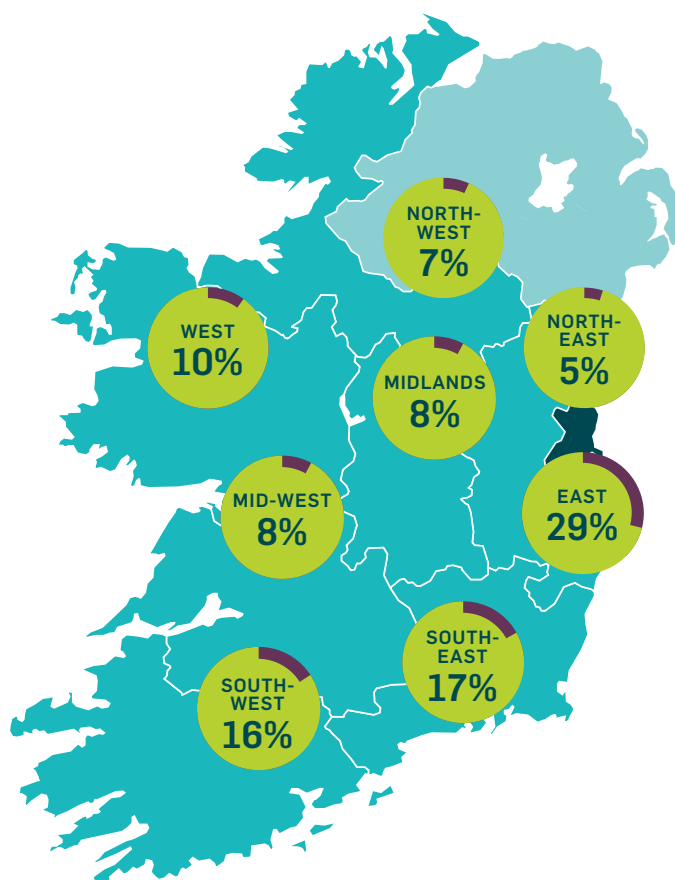 NORTH-
WEST
7%
WEST
10%
NORTH-
EAST
5%
MIDLANDS
8%
MID-WEST
8%
EAST
29%
SOUTH-
EAST
17%
SOUTH-
WEST
16%